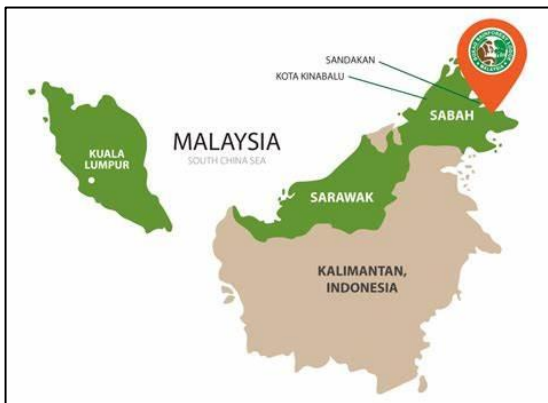 SANDAKAN
KOTA KINABALU
SABAH
MALAYSIA
SOUTH CHINA SEA
KUALA
LUMPUR
SARAWAK
KALIMANTAN,
INDONESIA